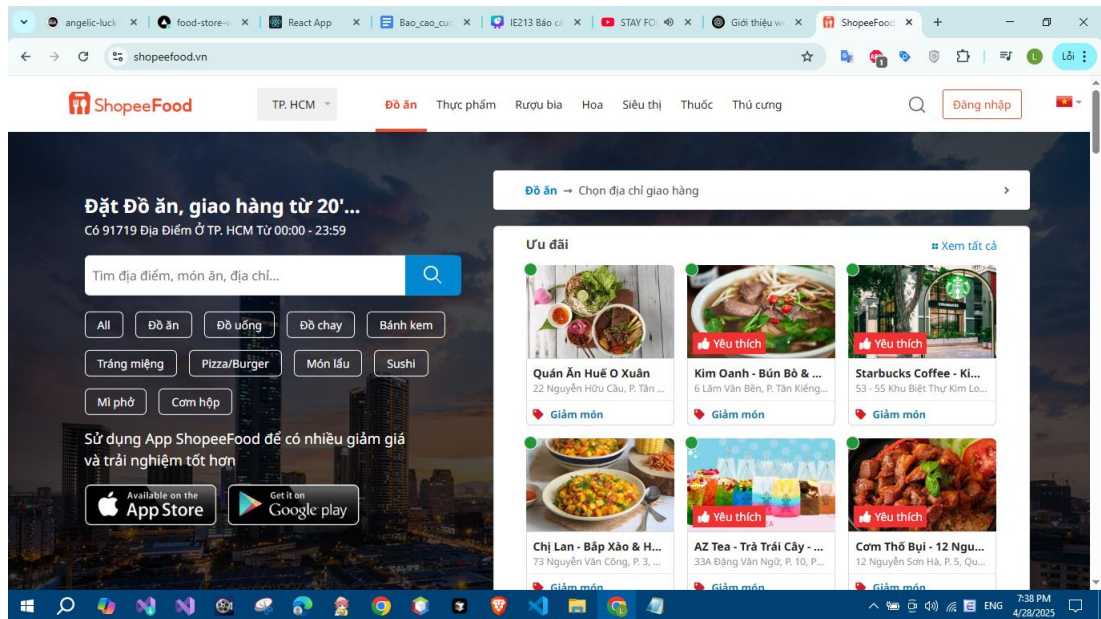 angelic-luck
food-store-w
React App
Bao_cao_cuc
IE213 Báo cá
STAY FO
Giới thiệu w
ShopeeFood
shopeefood.vn
1
L
Lỗi
ShopeeFood
TP. HCM
Đồ ăn
Thực phẩm
Rượu bia
Hoa
Siêu thị
Thuốc
Thú cưng
Đăng nhập
Đặt Đồ ăn, giao hàng từ 20'...
Có 91719 Địa Điểm Ở TP. HCM Từ 00:00 - 23:59
Tìm địa điểm, món ăn, địa chỉ...
All
Đồ ăn
Đồ uống
Đồ chay
Bánh kem
Tráng miệng
Pizza/Burger
Món lẩu
Sushi
Mì phở
Cơm hộp
Sử dụng App ShopeeFood để có nhiều giảm giá
và trải nghiệm tốt hơn
Available on the
App Store
Get it on
Google play
Đồ ăn → Chọn địa chỉ giao hàng
Ưu đãi
Xem tất cả
Quán Ăn Huế O Xuân
22 Nguyễn Hữu Cầu, P. Tân ...
Giảm món
Yêu thích
Kim Oanh - Bún Bò & ...
6 Lâm Văn Bền, P. Tân Kiểng...
Giảm món
STARBUCKS
Yêu thích
Starbucks Coffee - Ki...
53 - 55 Khu Biệt Thự Kim Lo...
Giảm món
Chị Lan - Bắp Xào & H...
73 Nguyễn Văn Công, P. 3, ...
Giảm món
Yêu thích
AZ Tea - Trà Trái Cây - ...
33A Đặng Văn Ngữ, P. 10, P...
Giảm món
Yêu thích
Cơm Thố Bụi - 12 Ngu...
12 Nguyễn Sơn Hà, P. 5, Qu...
Giảm món
ENG
7:38 PM
4/28/2025